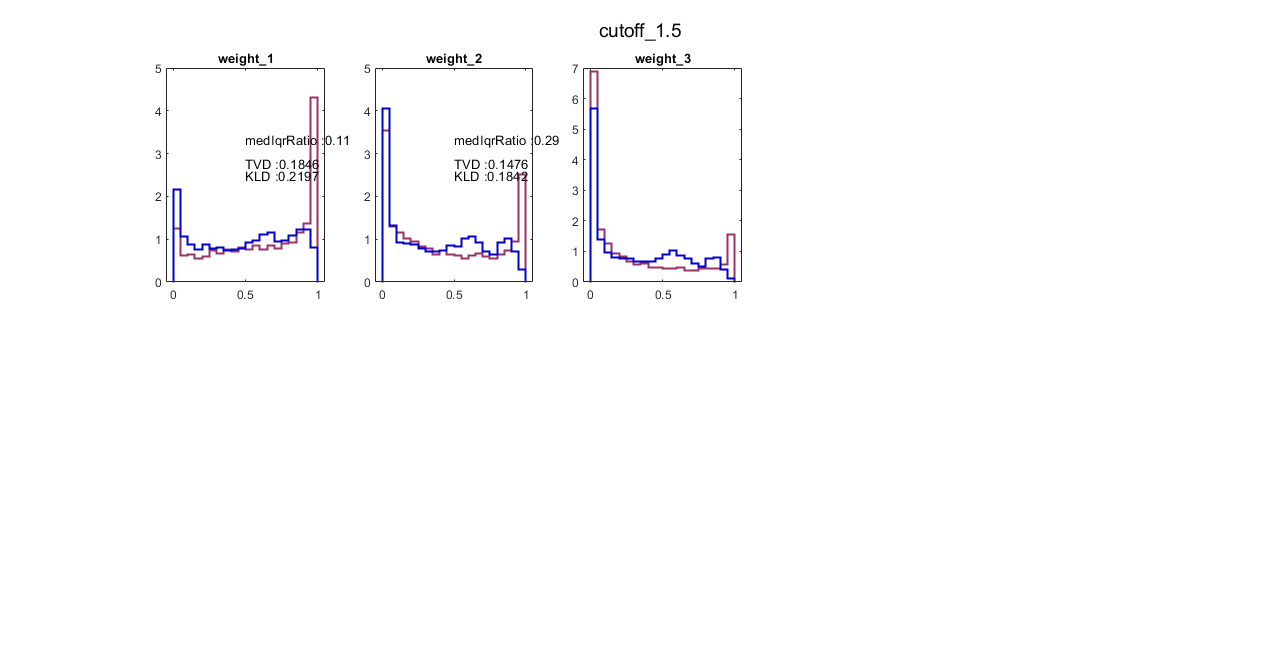 cutoff_1.5
weight_1
5
4
3
2
1
0
0
0.5
1
medIqrRatio :0.11
TVD :0.1846
KLD :0.2197
weight_2
5
4
3
2
1
0
0
0.5
1
medIqrRatio :0.29
TVD :0.1476
KLD :0.1842
weight_3
7
6
5
4
3
2
1
0
0
0.5
1